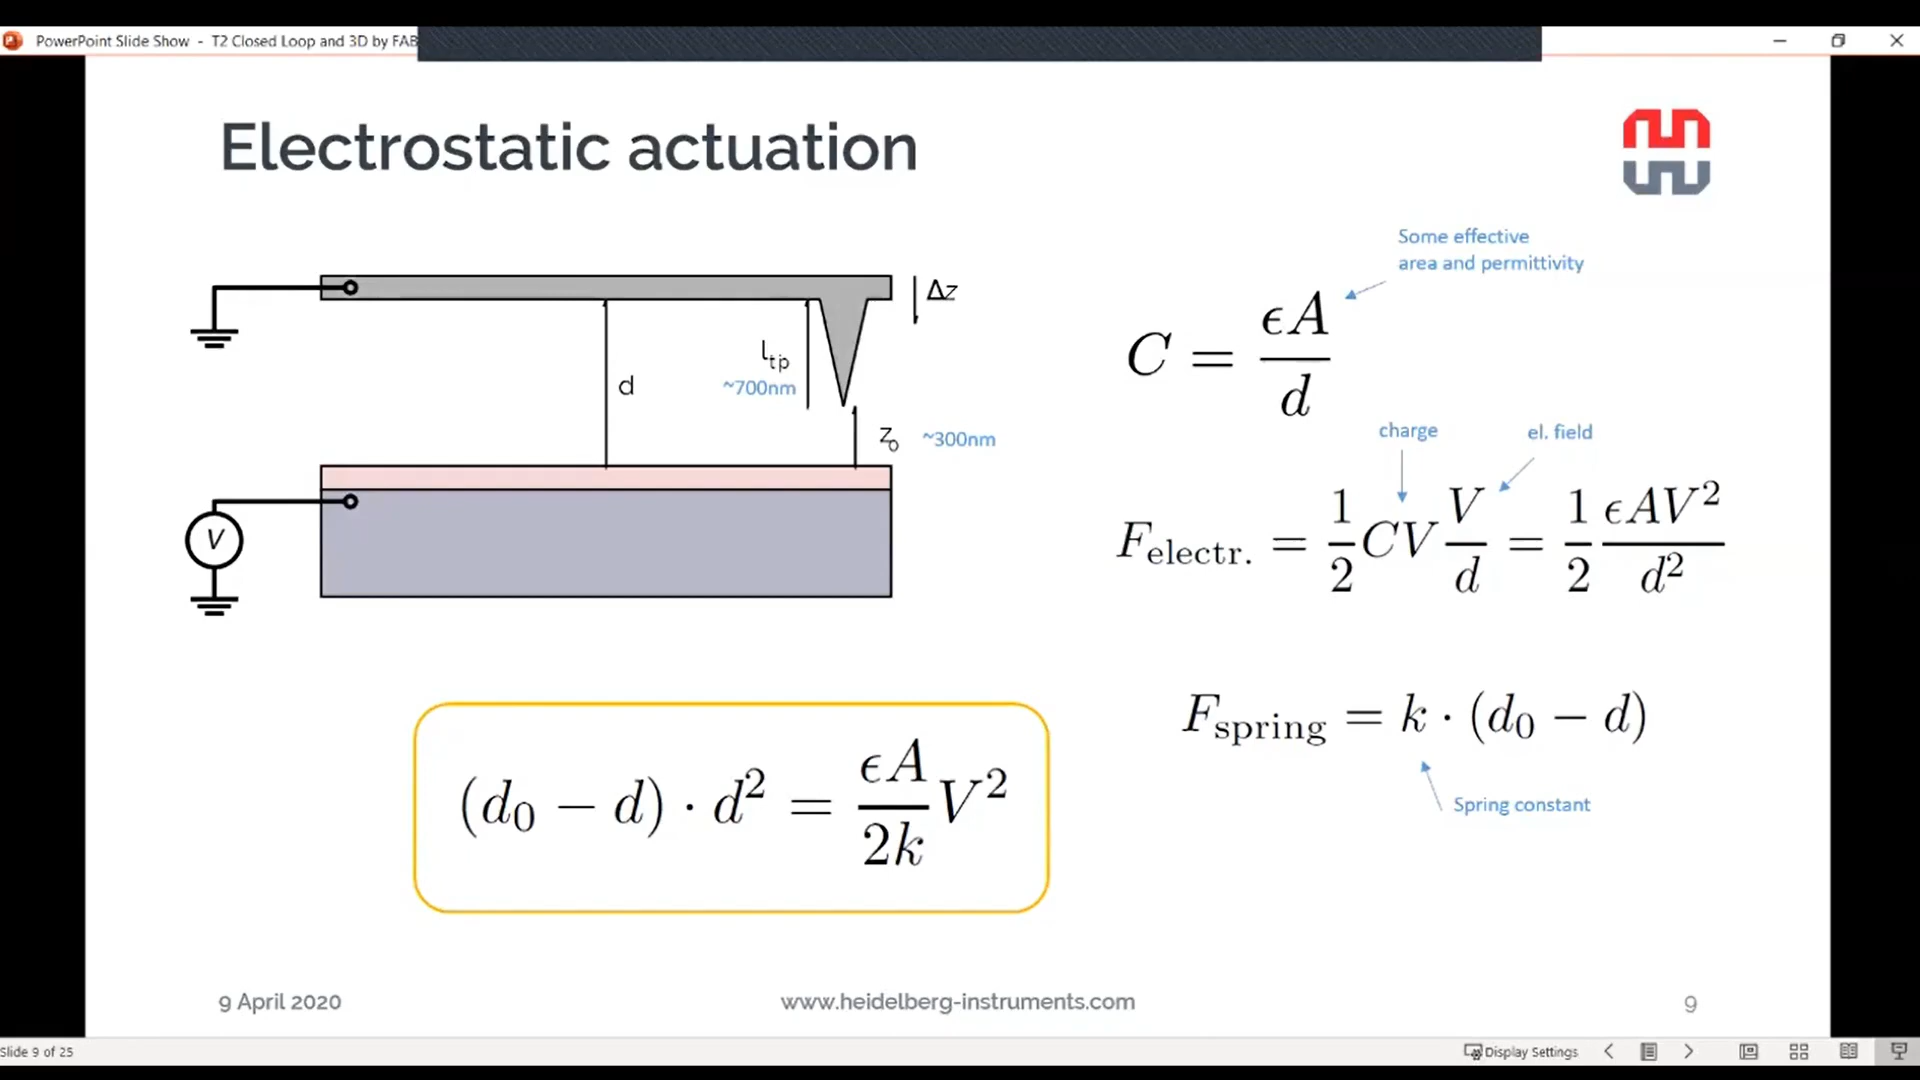 PowerPoint Slide Show - T2 Closed Loop and 3D by FAB
Electrostatic actuation
Some effective
area and permittivity
Δz
C = ϵA / d
l_tip
~700nm
d
z_0 ~300nm
charge
el. field
V
F_electr. = 1/2 CV V/d = 1/2 ϵAV² / d²
F_spring = k · (d_0 − d)
Spring constant
(d_0 − d) · d² = ϵA/2k V²
9 April 2020
www.heidelberg-instruments.com
9
Slide 9 of 25
Display Settings